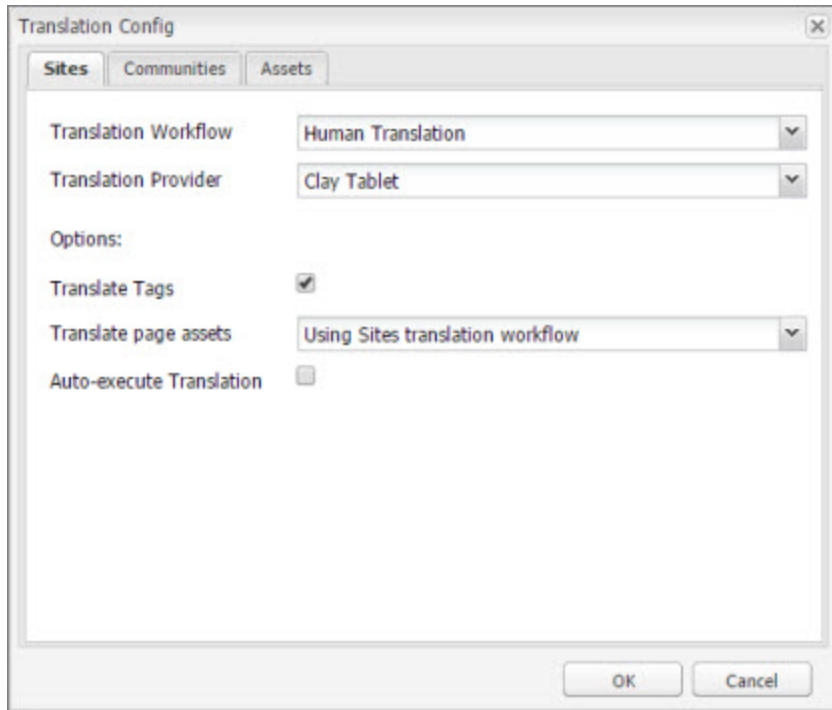 Translation Config
Sites Communities Assets
Translation Workflow Human Translation
Translation Provider Clay Tablet
Options:
Translate Tags
Translate page assets Using Sites translation workflow
Auto-execute Translation
OK Cancel